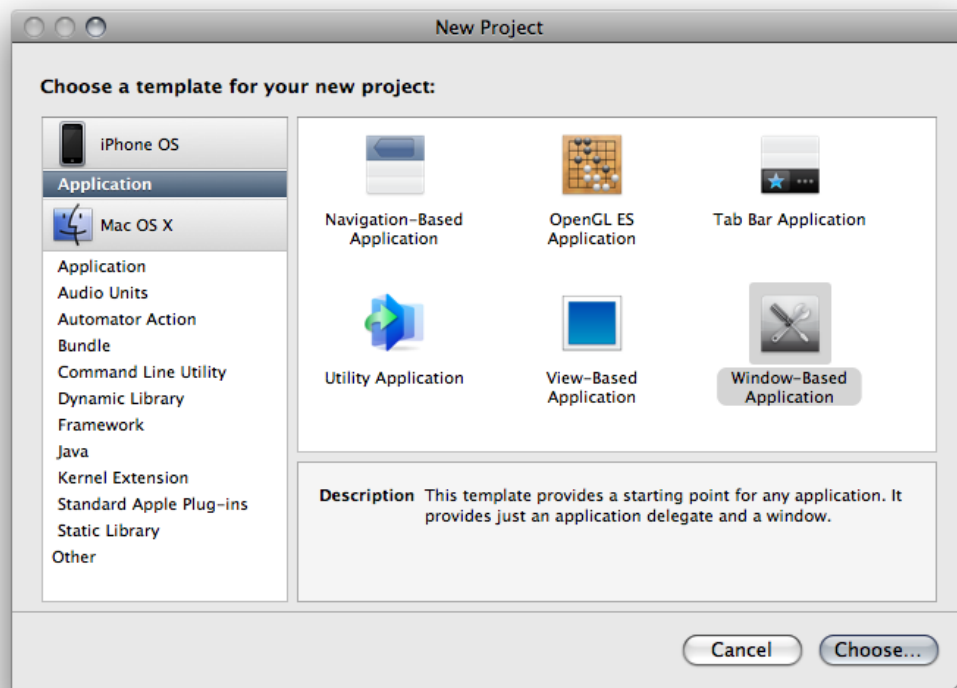 New Project
Choose a template for your new project:
iPhone OS
Application
Mac OS X
Application
Audio Units
Automator Action
Bundle
Command Line Utility
Dynamic Library
Framework
Java
Kernel Extension
Standard Apple Plug-ins
Static Library
Other
Navigation-Based
Application
OpenGL ES
Application
Tab Bar Application
Utility Application
View-Based
Application
Window-Based
Application
Description This template provides a starting point for any application. It
provides just an application delegate and a window.
Cancel
Choose...